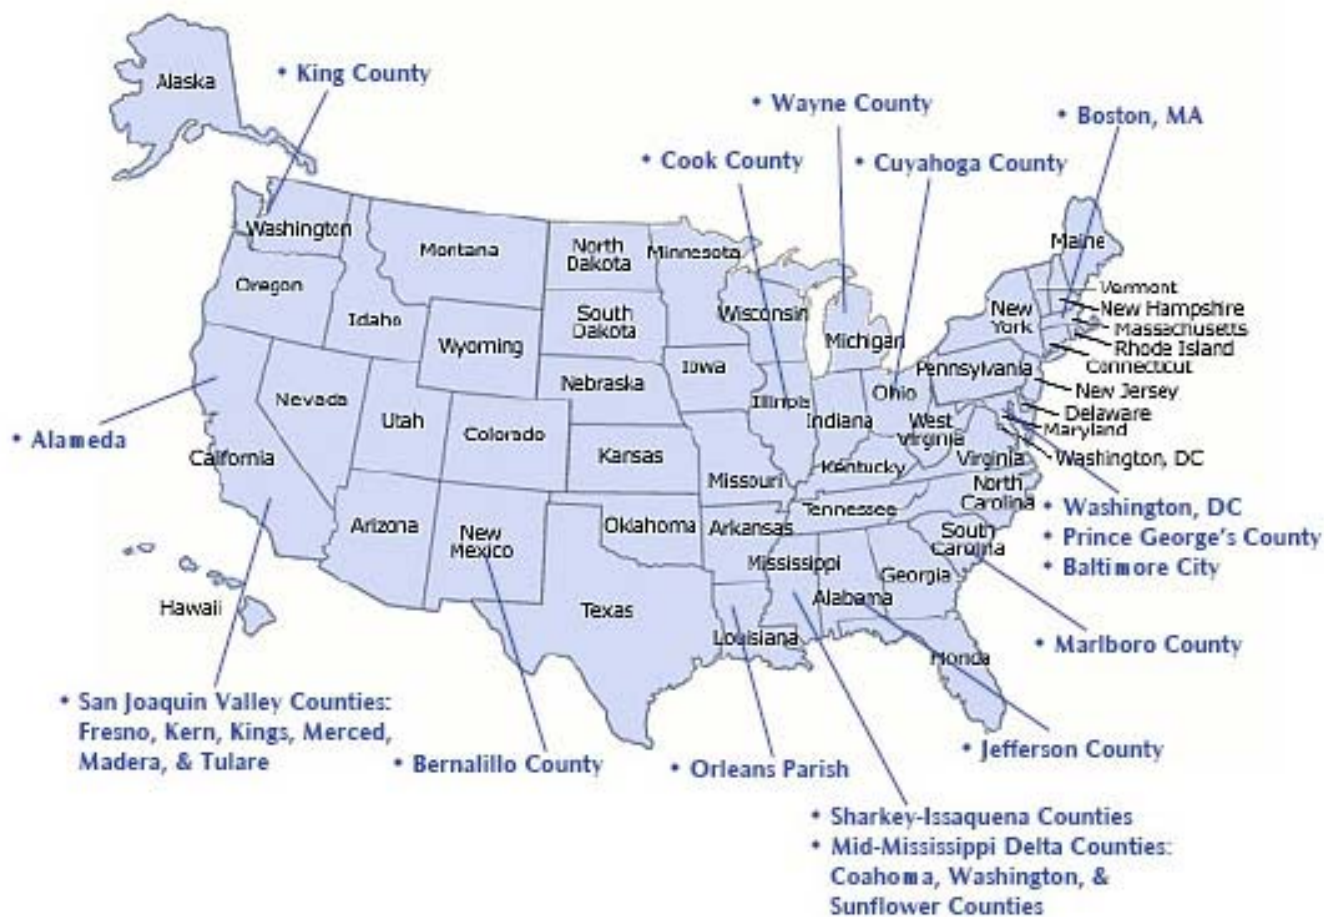 Alaska
• King County
• Wayne County
• Boston, MA
• Cook County
• Cuyahoga County
Washington
Montana
North
Dakota
Minnesota
Maine
Oregon
Idaho
South
Dakota
Wisconsin
Michigan
New
York
Vermont
New Hampshire
Massachusetts
Rhode Island
Connecticut
Wyoming
Iowa
Pennsylvania
New Jersey
Nebraska
Nevada
Utah
Colorado
Illinois
Indiana
Ohio
West
Virginia
Delaware
Maryland
Washington, DC
• Alameda
California
Kansas
Missouri
Kentucky
Virginia
North
Carolina
Arizona
New
Mexico
Oklahoma
Arkansas
Tennessee
South
Carolina
• Washington, DC
• Prince George's County
• Baltimore City
Mississippi
Alabama
Georgia
Hawaii
Texas
Louisiana
Florida
• Marlboro County
• San Joaquin Valley Counties:
Fresno, Kern, Kings, Merced,
Madera, & Tulare
• Bernalillo County
• Orleans Parish
• Jefferson County
• Sharkey-Issaquena Counties
• Mid-Mississippi Delta Counties:
Coahoma, Washington, &
Sunflower Counties